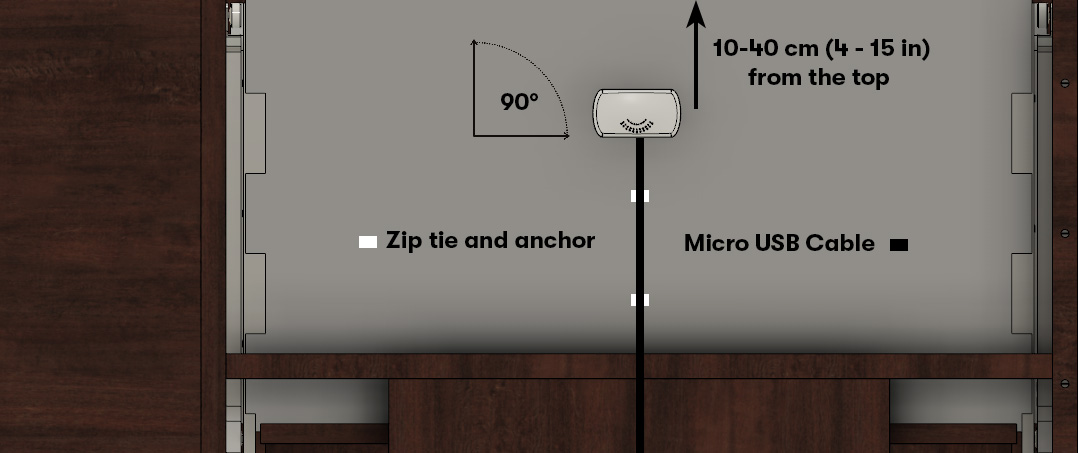 10-40 cm (4 - 15 in)
from the top
90°
Zip tie and anchor
Micro USB Cable